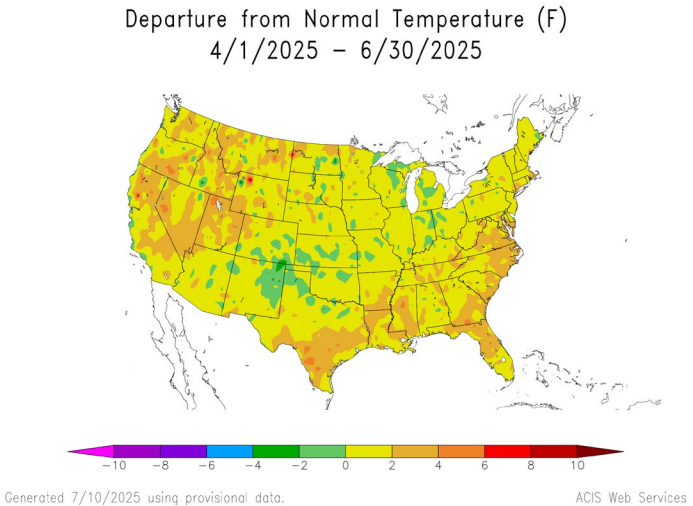 Departure from Normal Temperature (F)
4/1/2025 – 6/30/2025
−10 −8 −6 −4 −2 0 2 4 6 8 10
Generated 7/10/2025 using provisional data.
ACIS Web Services